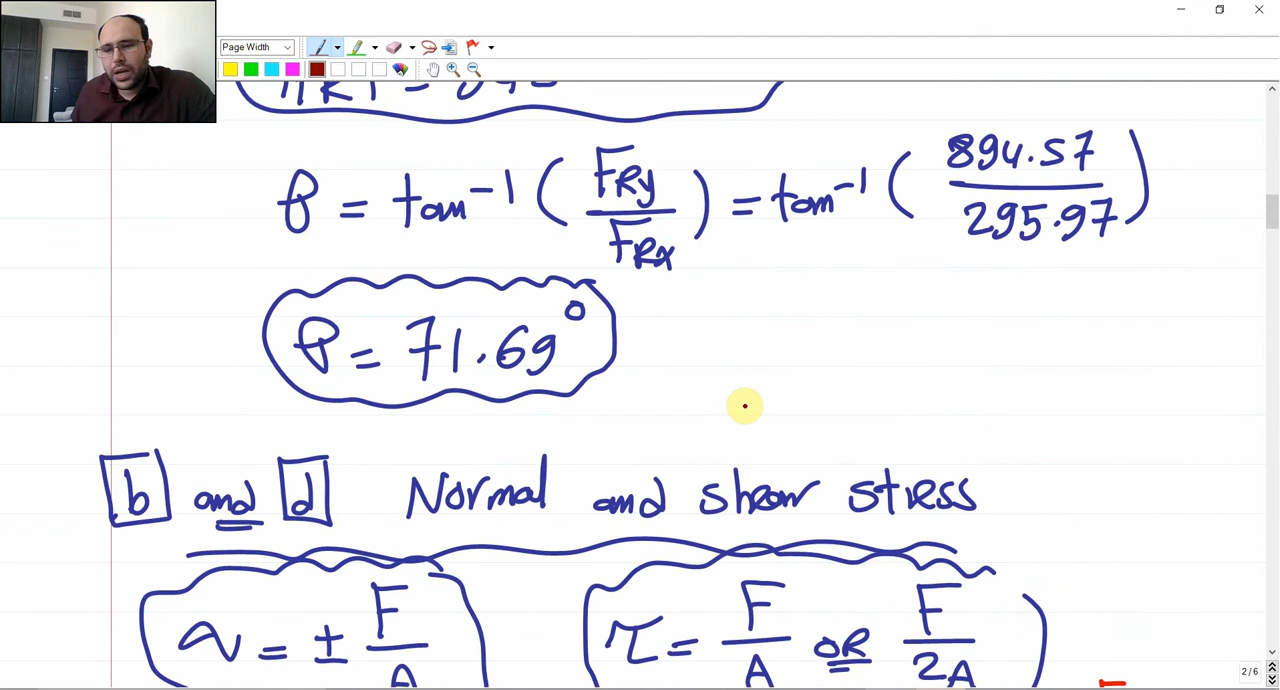 Page Width
θ = tan⁻¹ ( FRy / FRx ) = tan⁻¹ ( 894.57 / 295.97 )
θ = 71.69°
b and d Normal and shear stress
σ = ± F / A
τ = F / A OR F / 2A
2/6